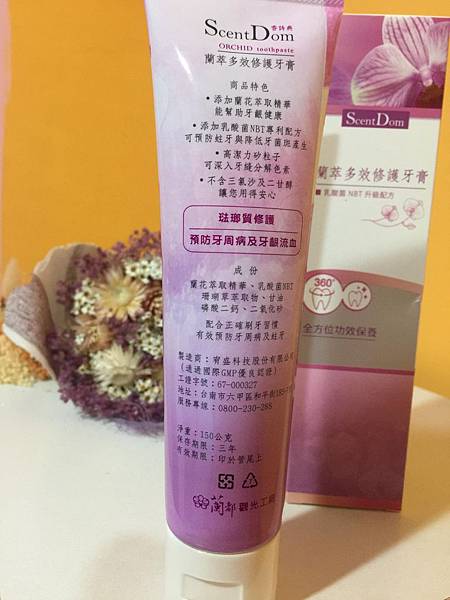 香詩典
ScentDom
ORCHID toothpaste
蘭萃多效修護牙膏
商品特色
•添加蘭花萃取精華
能幫助牙齦健康
•添加乳酸菌NBT專利配方
可預防蛀牙與降低牙菌斑產生
•高潔力矽粒子
可深入牙縫分解色素
•不含三氯沙及二甘醇
讓您用得安心
琺瑯質修護
預防牙周病及牙齦流血
成份
蘭花萃取精華、乳酸菌NBT
珊瑚草萃取物、甘油
磷酸二鈣、二氧化矽
配合正確刷牙習慣
有效預防牙周病及蛀牙
製造商：宥盛科技股份有限公司
(通過國際GMP優良認證)
工證字號：67-000327
地址：台南市六甲區和平街
服務專線：0800-230-288
淨重：150公克
保存期限：三年
有效期限：印於管尾上
蘭都觀光工廠
ScentDom
蘭萃多效修護牙膏
乳酸菌NBT升級配方
360°
全方位功效保養